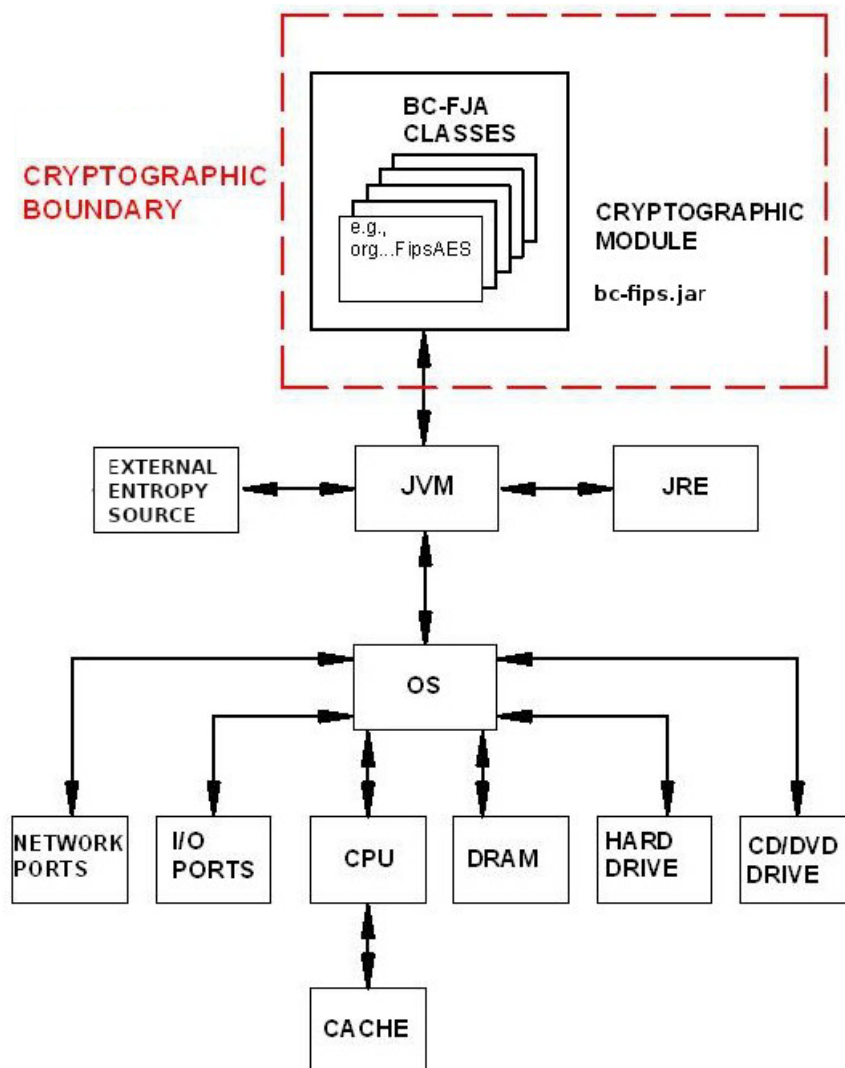 BC-FJA
CLASSES
CRYPTOGRAPHIC
BOUNDARY
e.g.,
org...FipsAES
CRYPTOGRAPHIC
MODULE
bc-fips.jar
EXTERNAL
ENTROPY
SOURCE
JVM
JRE
OS
NETWORK
PORTS
I/O
PORTS
CPU
DRAM
HARD
DRIVE
CD/DVD
DRIVE
CACHE